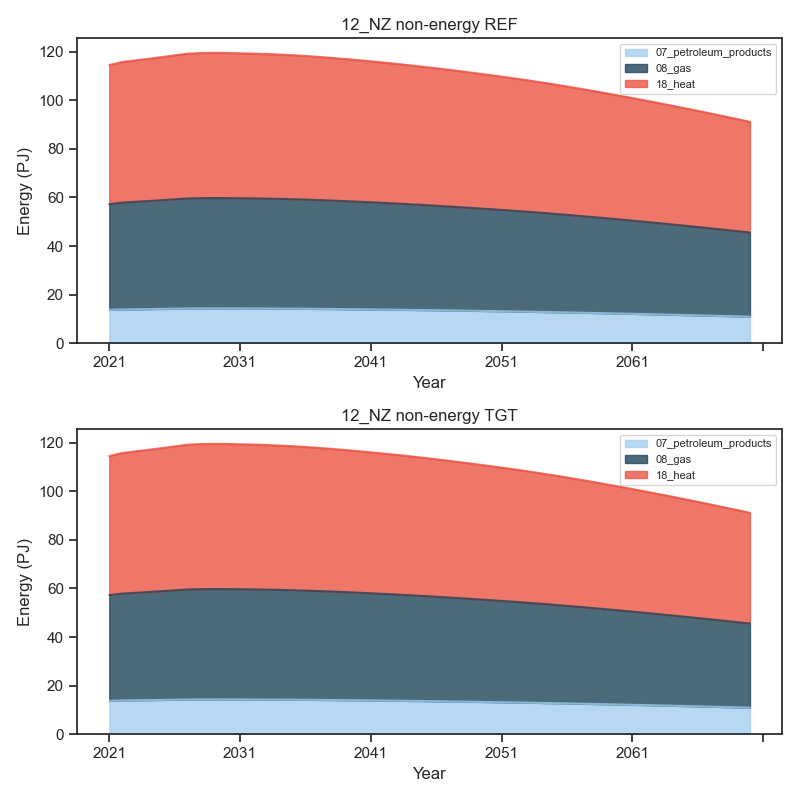 12_NZ non-energy REF
120
100
80
60
40
20
0
Energy (PJ)
07_petroleum_products
08_gas
18_heat
2021 2031 2041 2051 2061
Year
12_NZ non-energy TGT
120
100
80
60
40
20
0
Energy (PJ)
07_petroleum_products
08_gas
18_heat
2021 2031 2041 2051 2061
Year